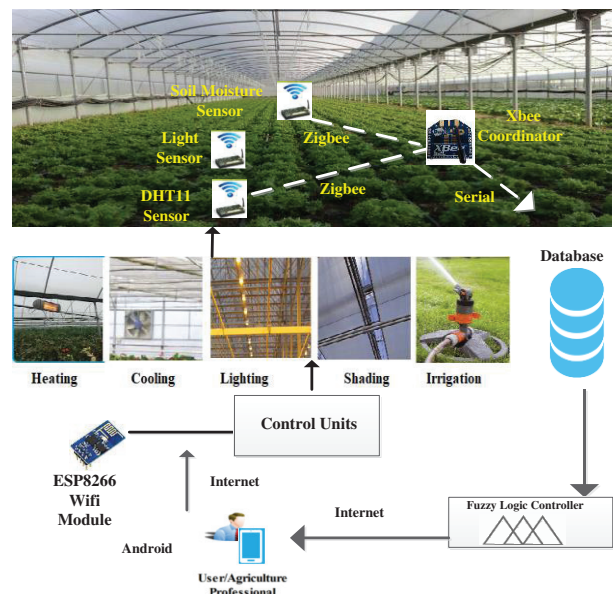 Soil Moisture
Sensor
Xbee
Coordinator
Light
Sensor
Zigbee
XBee
DHT11
Sensor
Zigbee
Serial
Database
Heating
Cooling
Lighting
Shading
Irrigation
Control Units
ESP8266
Wifi
Module
Internet
Fuzzy Logic Controller
Internet
Android
User/Agriculture
Professional